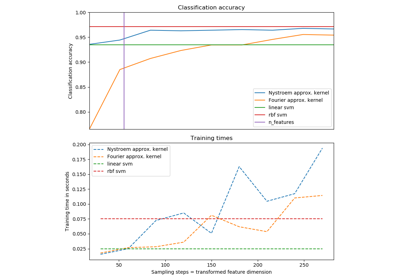 Classification accuracy
1.00
0.95
0.90
0.85
0.80
Classification accuracy
Nystroem approx. kernel
Fourier approx. kernel
linear svm
rbf svm
n_features
Training times
0.200
0.175
0.150
0.125
0.100
0.075
0.050
0.025
Training time in seconds
Nystroem approx. kernel
Fourier approx. kernel
linear svm
rbf svm
50
100
150
200
250
Sampling steps = transformed feature dimension